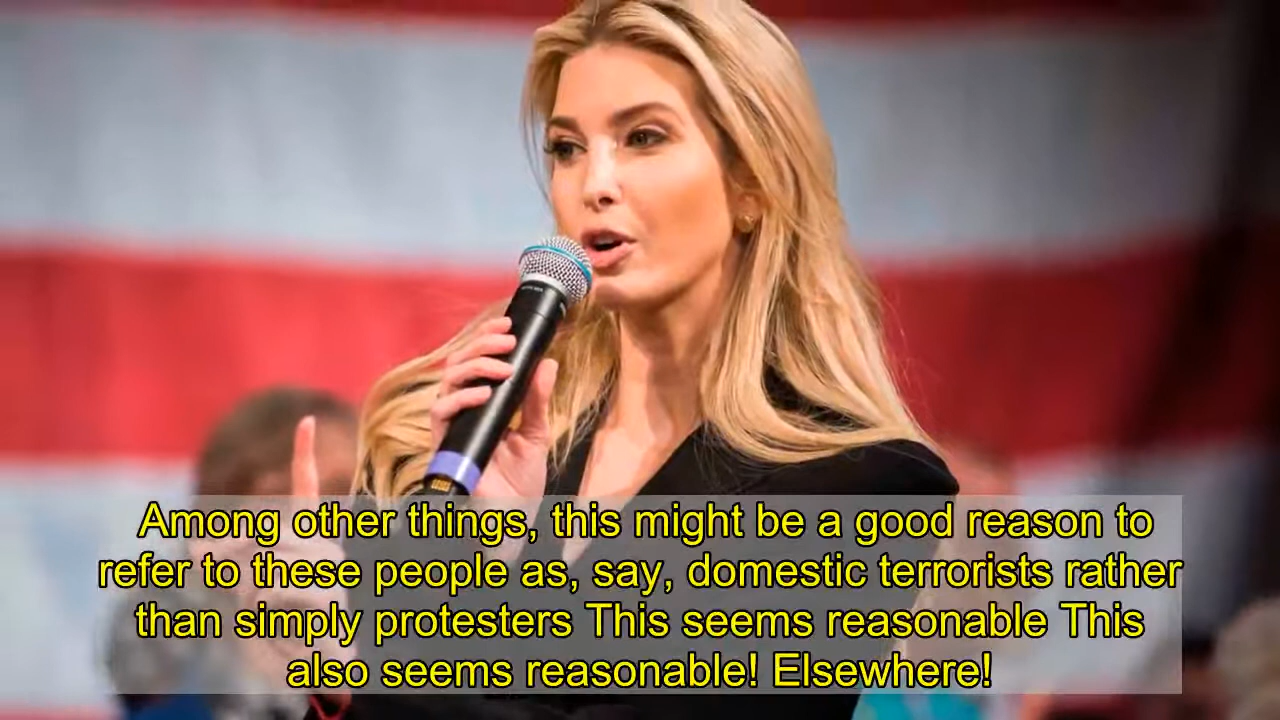 Among other things, this might be a good reason to
refer to these people as, say, domestic terrorists rather
than simply protesters This seems reasonable This
also seems reasonable! Elsewhere!